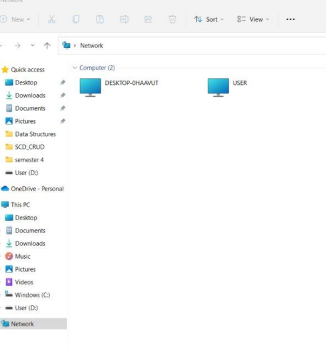 Network
New
Sort
View
Network
Quick access
Desktop
Downloads
Documents
Pictures
Data Structures
SCD_CRUD
semester 4
User (D:)
OneDrive - Personal
This PC
Desktop
Documents
Downloads
Music
Pictures
Videos
Windows (C:)
User (D:)
Network
Computer (2)
DESKTOP-0HAAVUT
USER